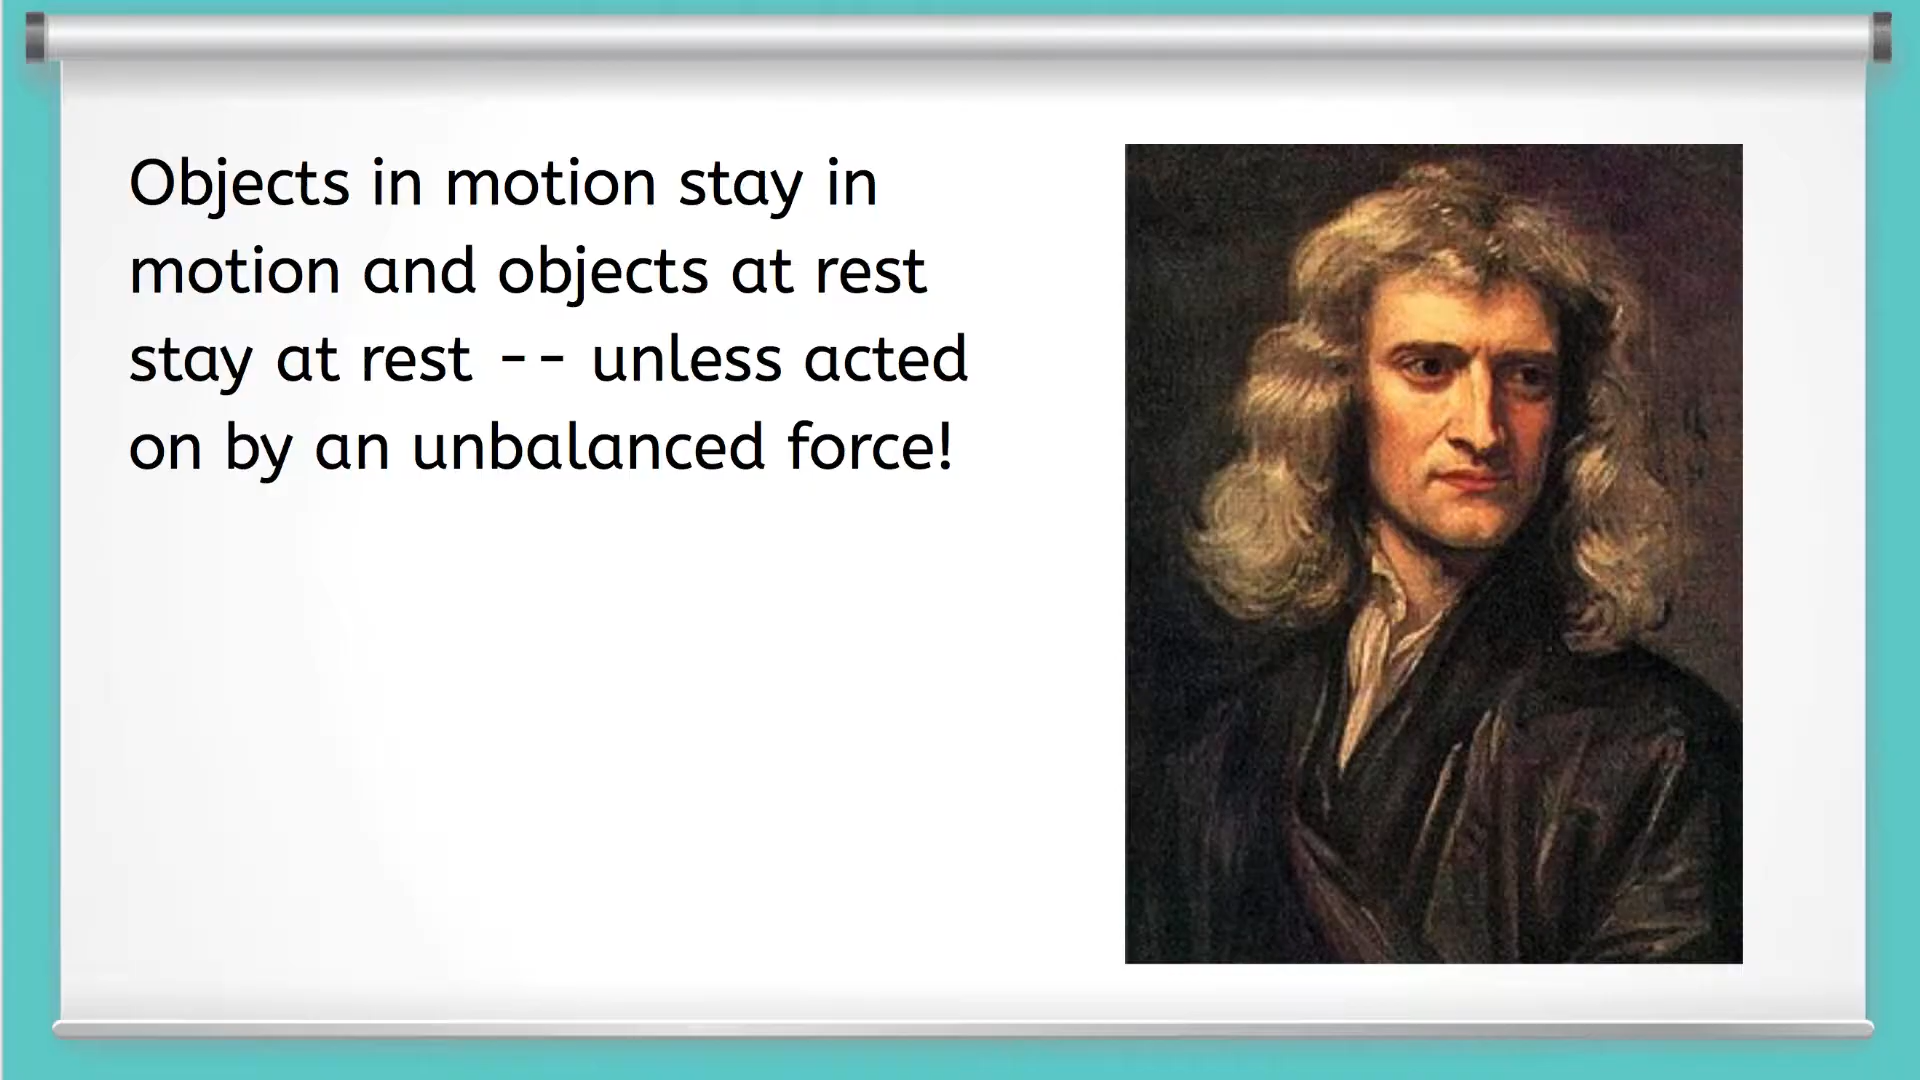 Objects in motion stay in
motion and objects at rest
stay at rest -- unless acted
on by an unbalanced force!